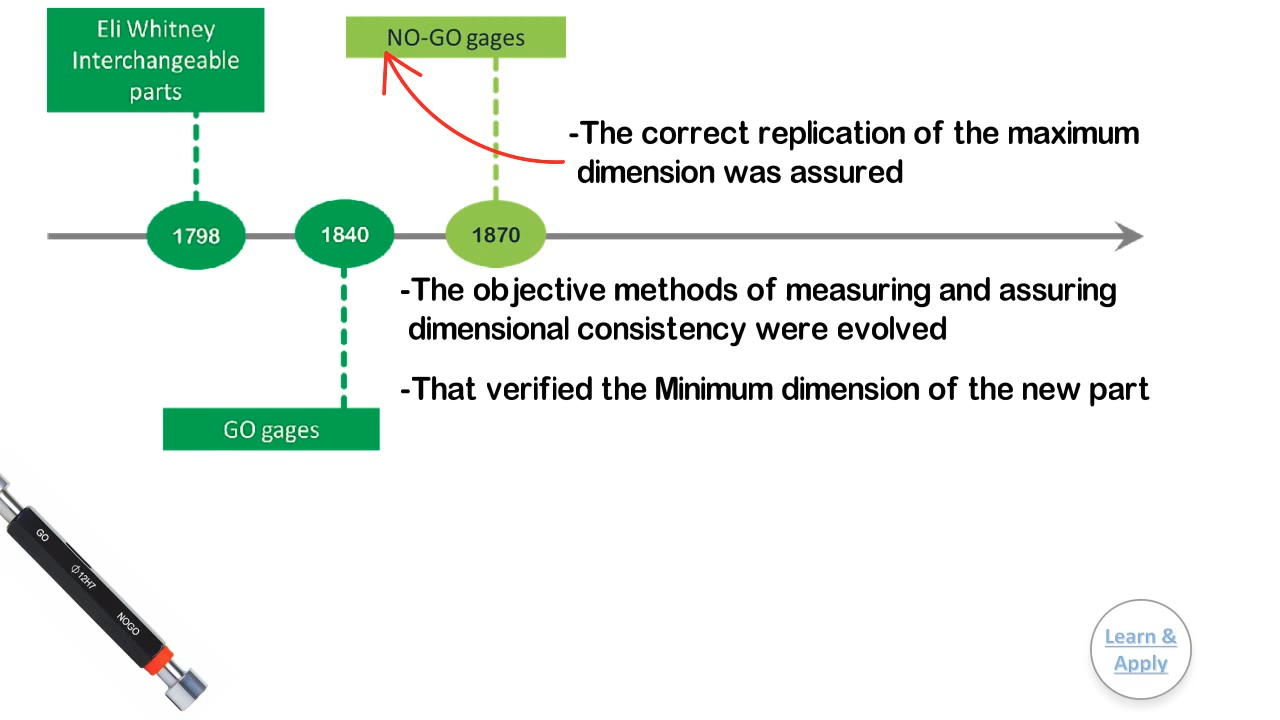 Eli Whitney
Interchangeable
parts
NO-GO gages
-The correct replication of the maximum
dimension was assured
1798
1840
1870
-The objective methods of measuring and assuring
dimensional consistency were evolved
-That verified the Minimum dimension of the new part
GO gages
GO
⌀12H7
NOGO
Learn &
Apply